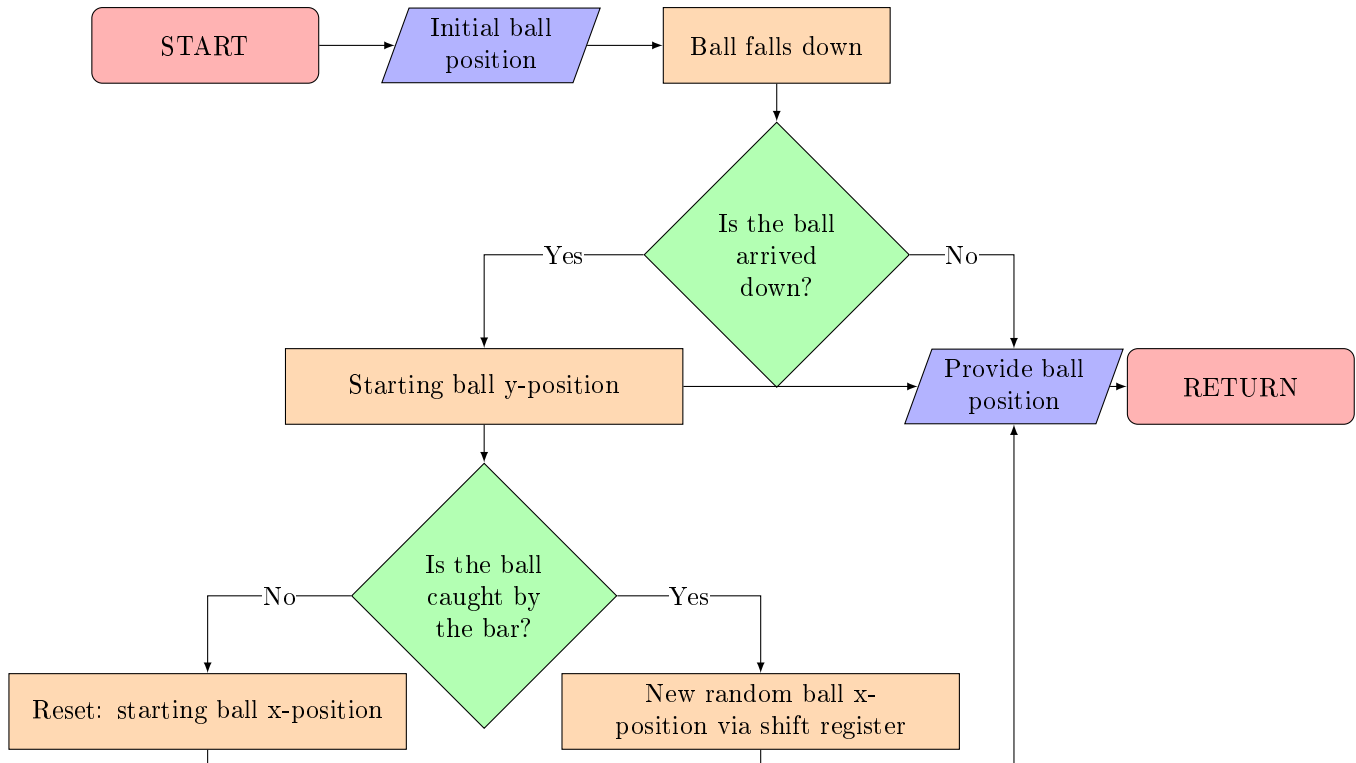 START
Initial ball
position
Ball falls down
Is the ball
arrived
down?
Yes
No
Starting ball y-position
Provide ball
position
RETURN
Is the ball
caught by
the bar?
No
Yes
Reset: starting ball x-position
New random ball x-
position via shift register